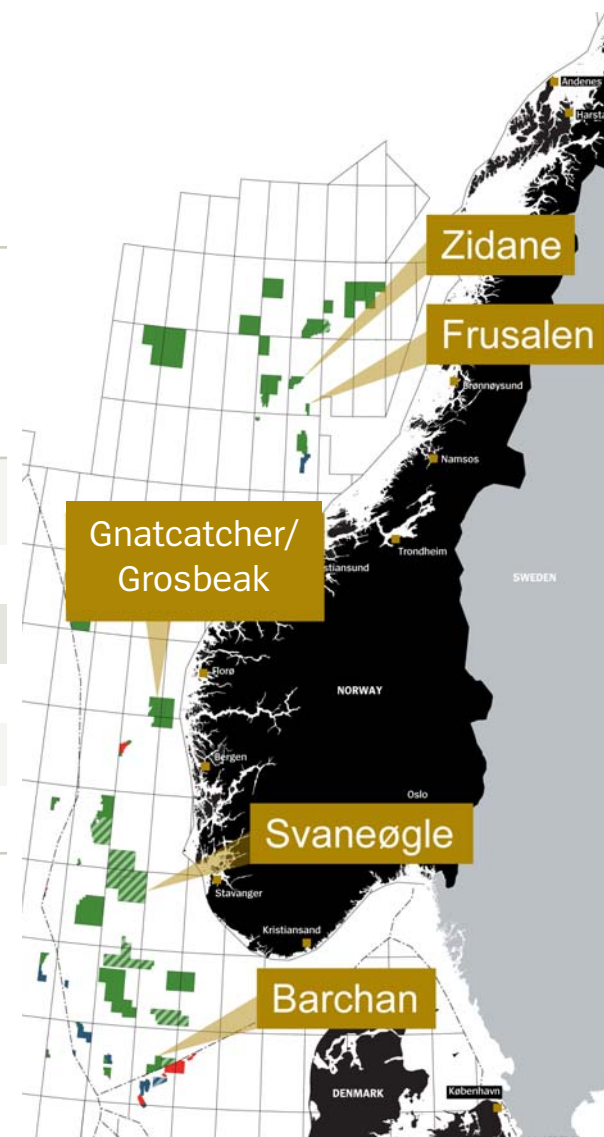 Andenes
Harsta
Zidane
Frusalen
Brønnøysund
Namsos
Gnatcatcher/
Grosbeak
Trondheim
stiansund
SWEDEN
Florø
NORWAY
Bergen
Oslo
Svaneøgle
Stavanger
Kristiansand
Barchan
DENMARK
København